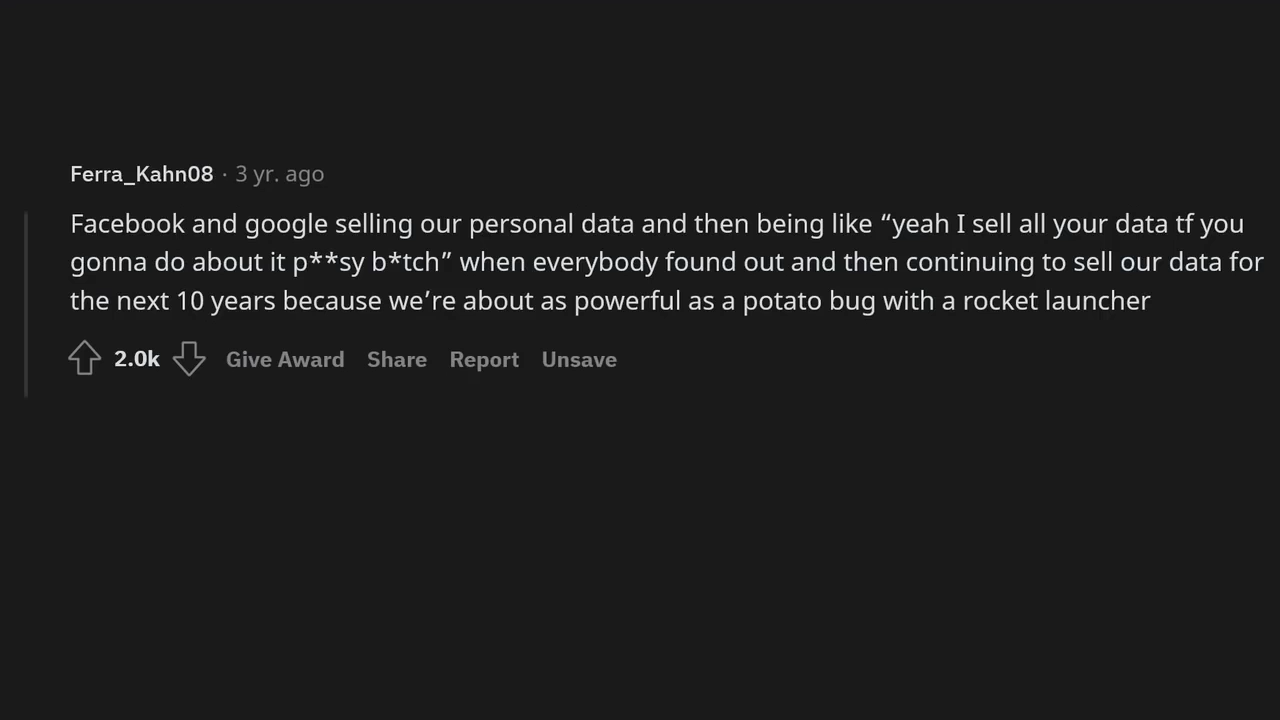 Ferra_Kahn08 · 3 yr. ago
Facebook and google selling our personal data and then being like “yeah I sell all your data tf you
gonna do about it p**sy b*tch” when everybody found out and then continuing to sell our data for
the next 10 years because we’re about as powerful as a potato bug with a rocket launcher
2.0k Give Award Share Report Unsave